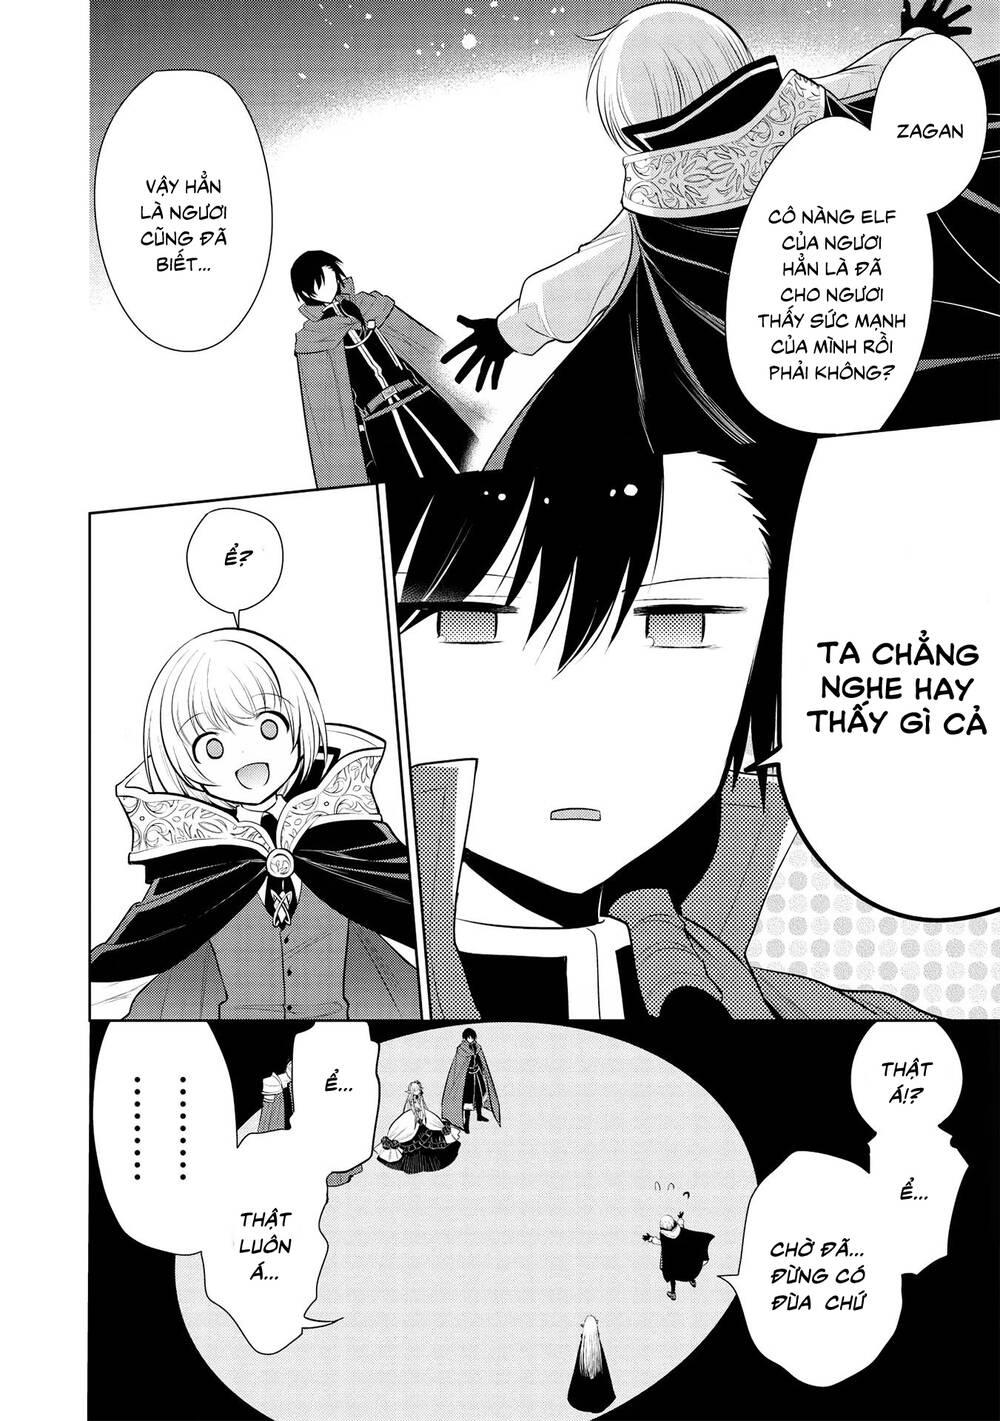 ZAGAN
CÔ NÀNG ELF
CỦA NGƯƠI
HẲN LÀ ĐÃ
CHO NGƯƠI
THẤY SỨC MẠNH
CỦA MÌNH RỒI
PHẢI KHÔNG?
VẬY HẲN
LÀ NGƯƠI
CŨNG ĐÃ
BIẾT...
TA CHẲNG
NGHE HAY
THẤY GÌ CẢ
Ể?
THẬT
Á!?
Ể...
CHỜ ĐÃ...
ĐỪNG CÓ
ĐÙA CHỨ
Ể...
THẬT
LUÔN
Á...
........
........